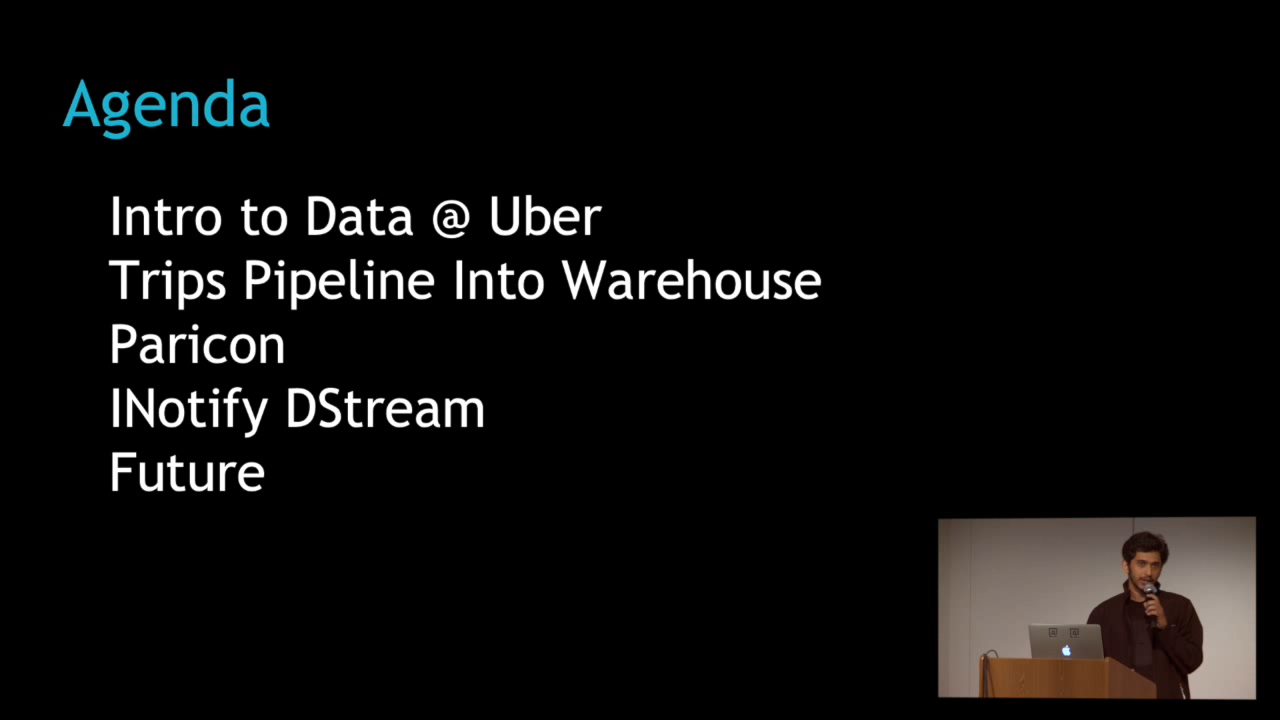 Agenda
Intro to Data @ Uber
Trips Pipeline Into Warehouse
Paricon
INotify DStream
Future